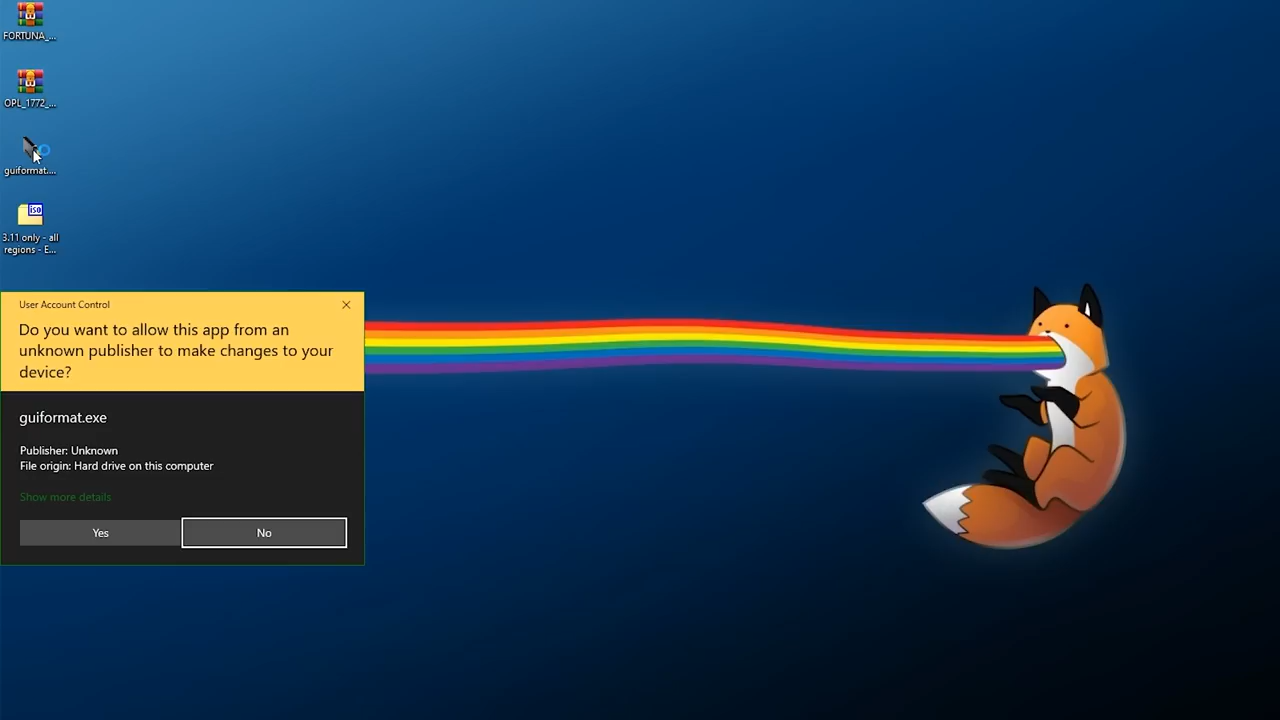 FORTUNA_...
OPL_1772_...
guiformat....
iso
3.11 only - all
regions - E...
User Account Control
Do you want to allow this app from an
unknown publisher to make changes to your
device?
guiformat.exe
Publisher: Unknown
File origin: Hard drive on this computer
Show more details
Yes
No